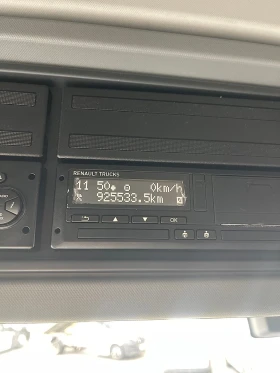 RENAULT TRUCKS
11 50 0km/h
925533.5km
OK